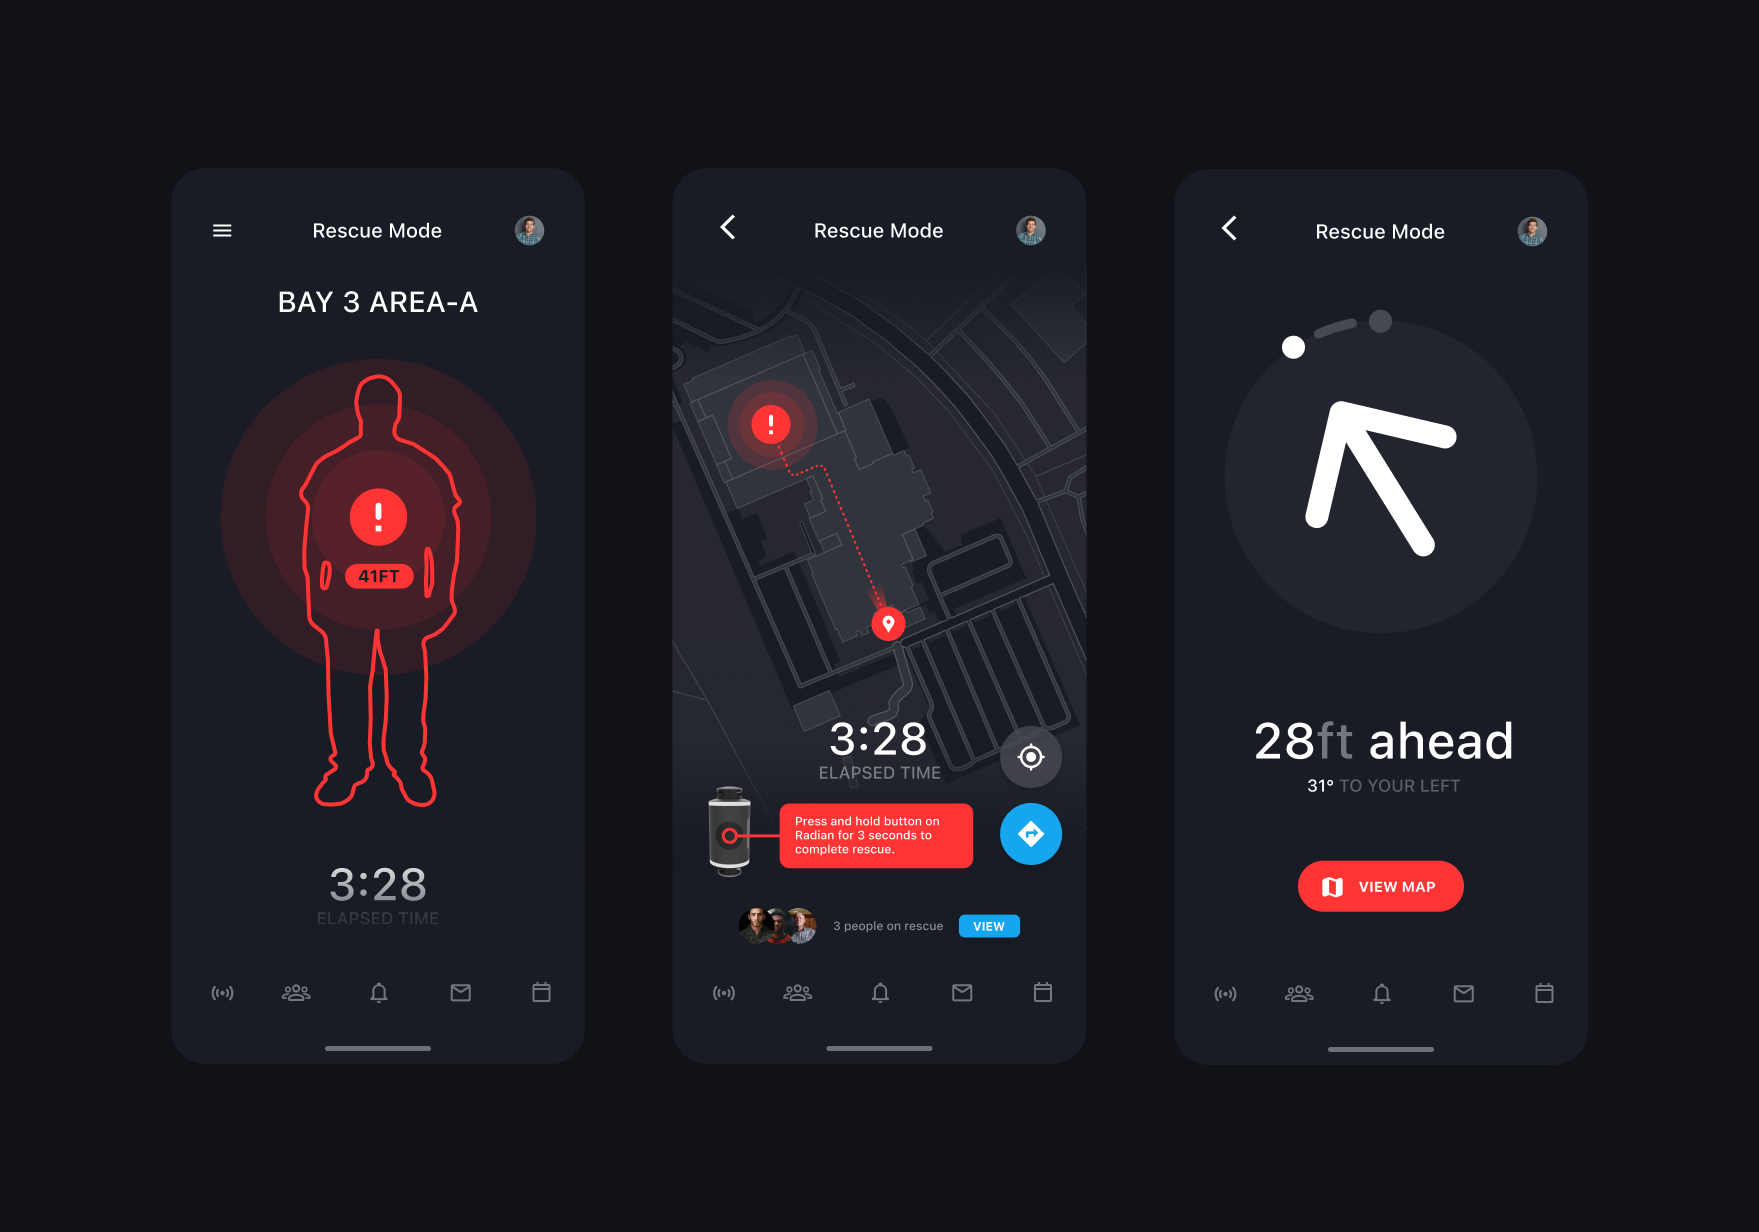 Rescue Mode
BAY 3 AREA-A
41FT
3:28
ELAPSED TIME
Rescue Mode
3:28
ELAPSED TIME
Press and hold button on
Radian for 3 seconds to
complete rescue.
3 people on rescue
VIEW
Rescue Mode
28ft ahead
31° TO YOUR LEFT
VIEW MAP